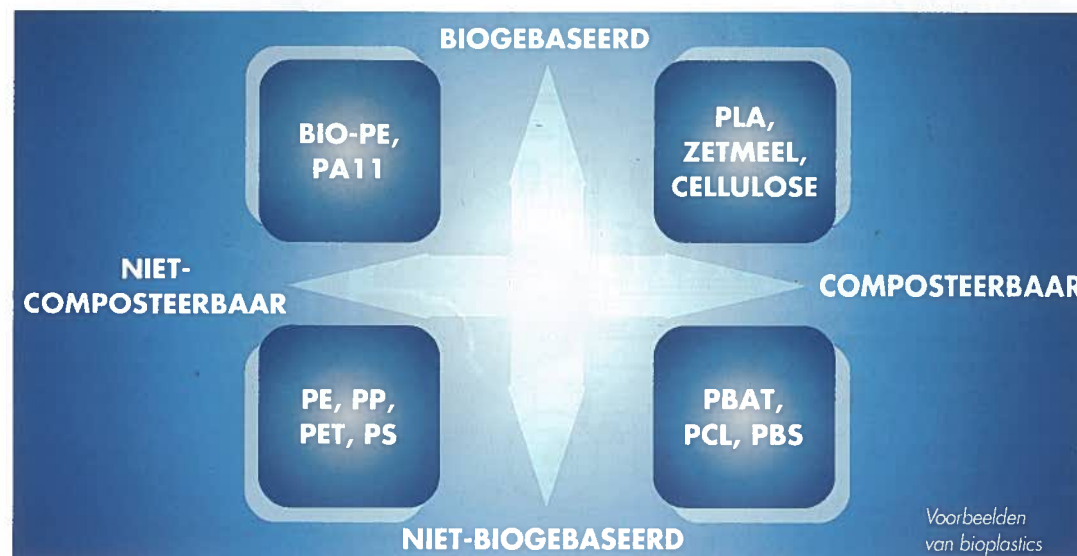 BIOGEBASEERD
BIO-PE,
PA11
PLA,
ZETMEEL,
CELLULOSE
NIET-
COMPOSTEERBAAR
COMPOSTEERBAAR
PE, PP,
PET, PS
PBAT,
PCL, PBS
NIET-BIOGEBASEERD
Voorbeelden
van bioplastics